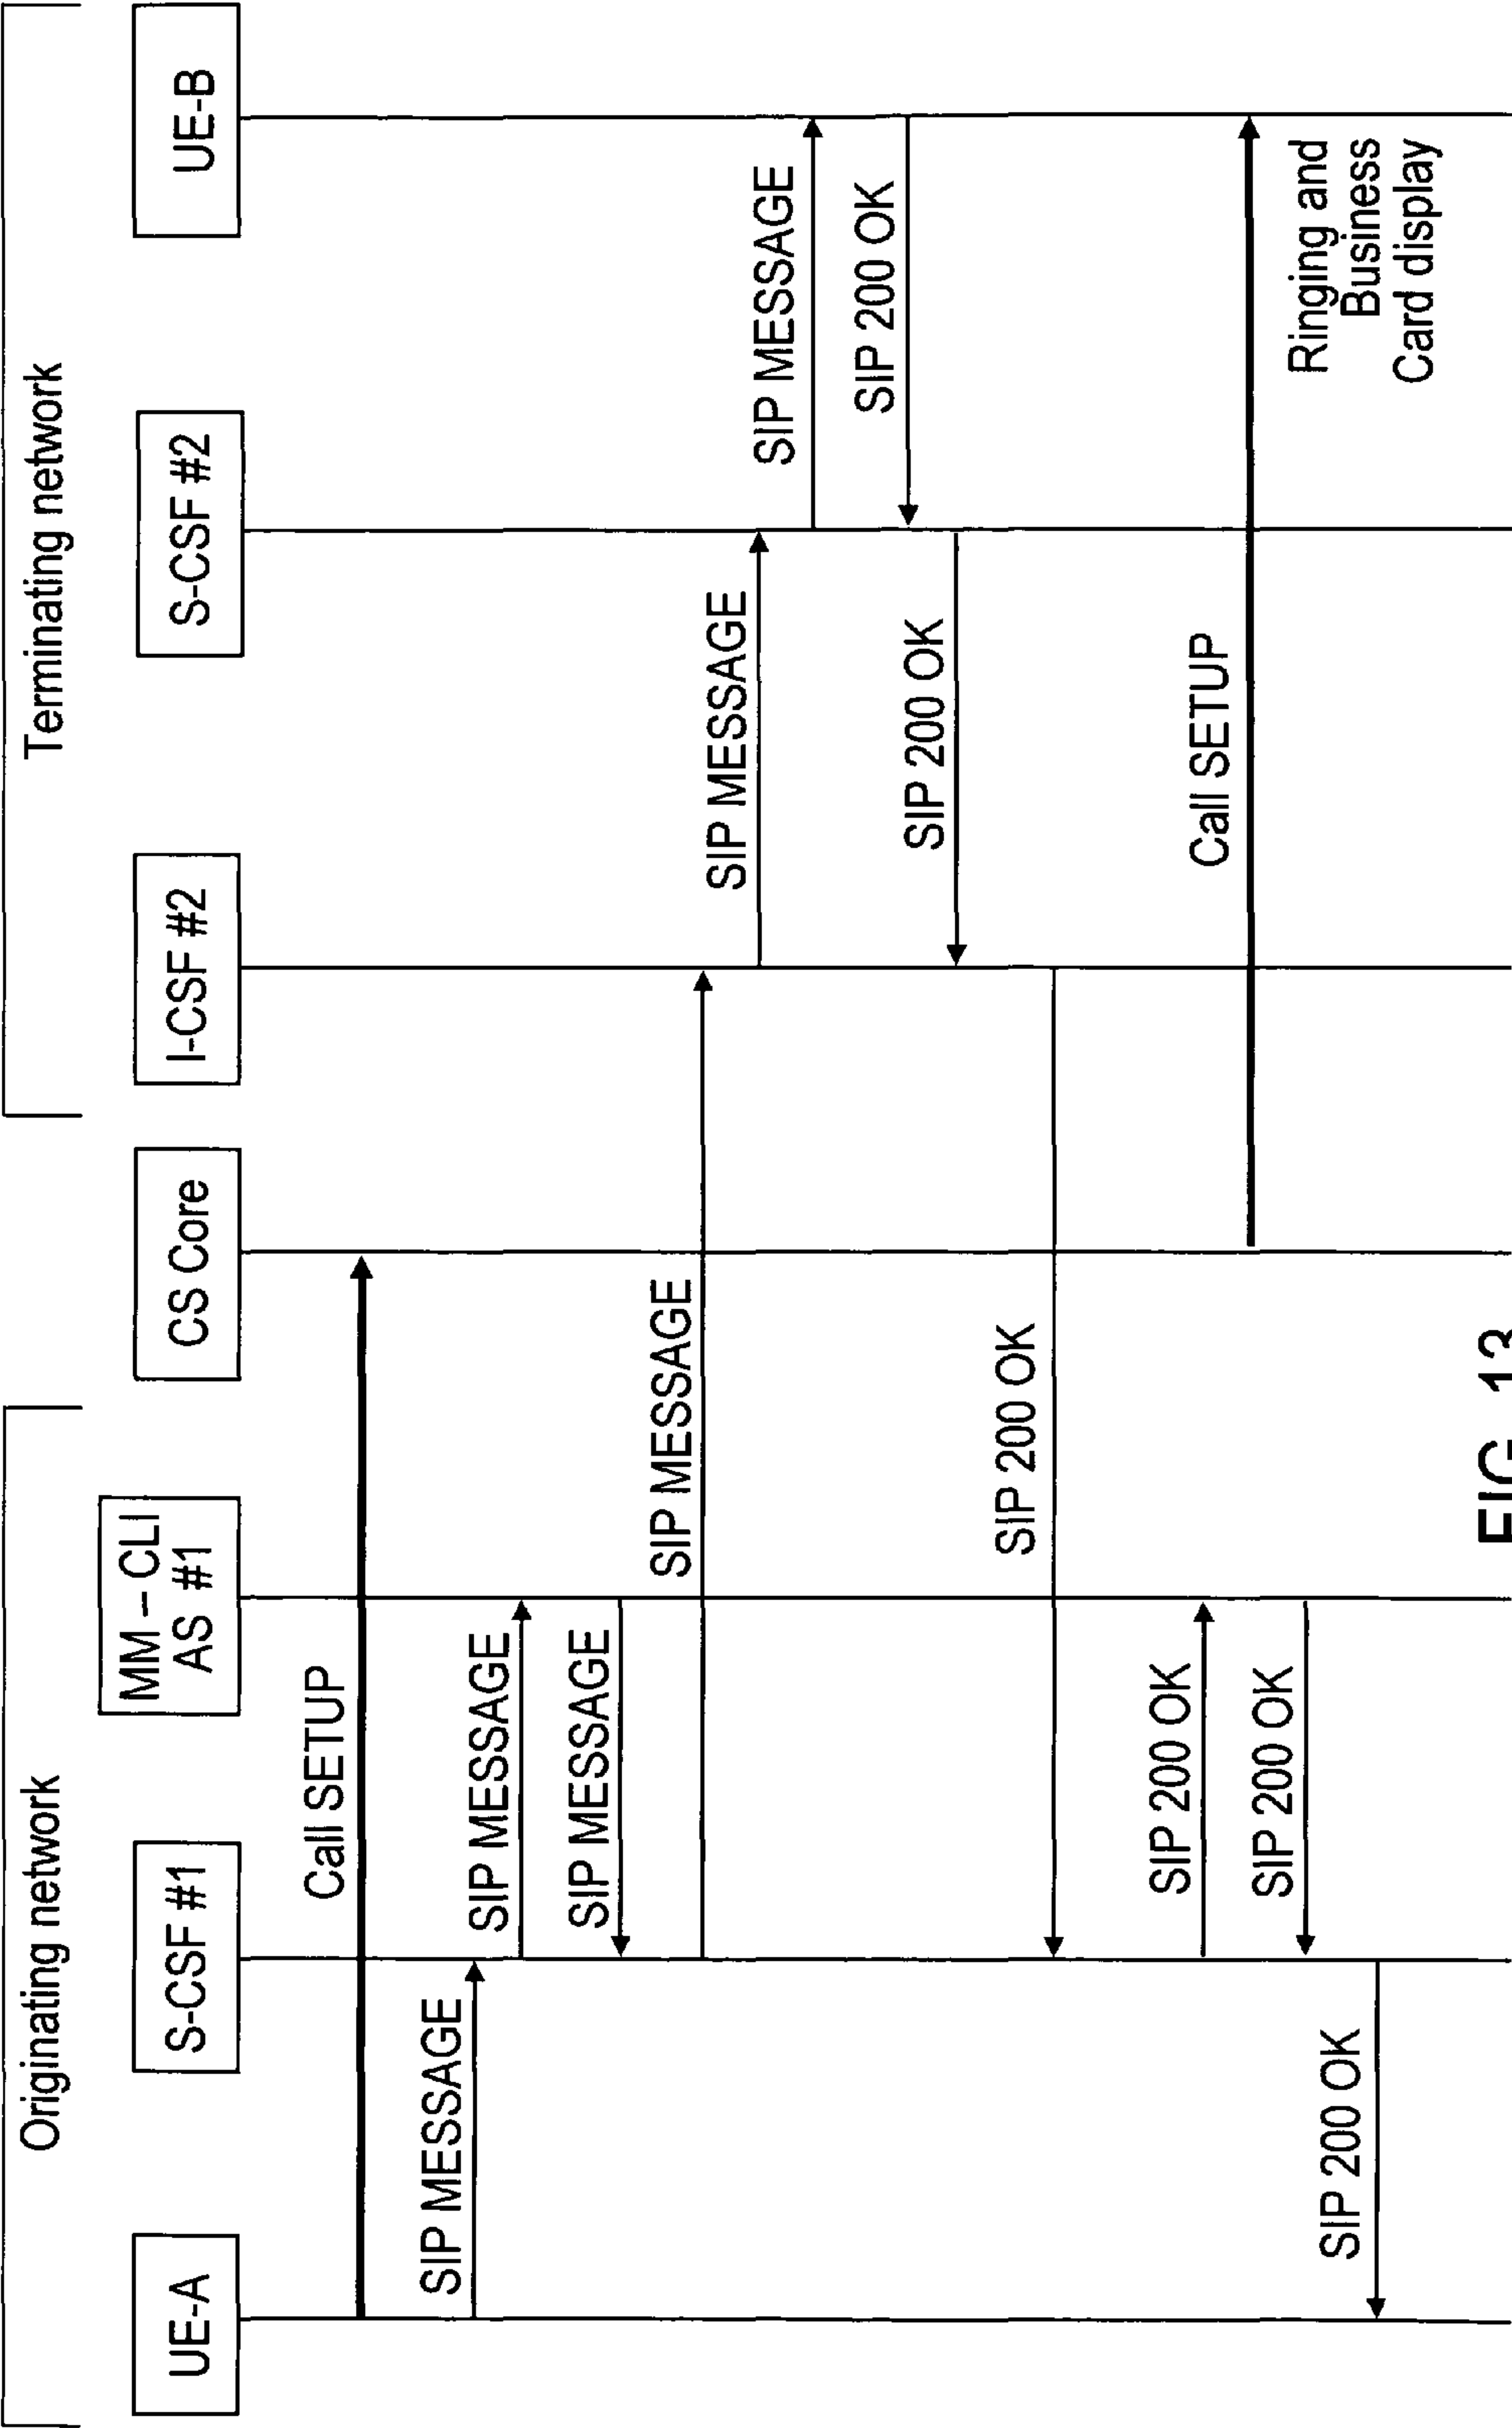 Originating network
Terminating network
UE-A
S-CSF #1
MM – CLI
AS #1
CS Core
I-CSF #2
S-CSF #2
UE-B
Call SETUP
SIP MESSAGE
SIP MESSAGE
SIP MESSAGE
SIP MESSAGE
SIP MESSAGE
SIP MESSAGE
SIP 200 OK
SIP 200 OK
SIP 200 OK
SIP 200 OK
Call SETUP
SIP 200 OK
SIP 200 OK
Ringing and
Business
Card display
FIG. 13